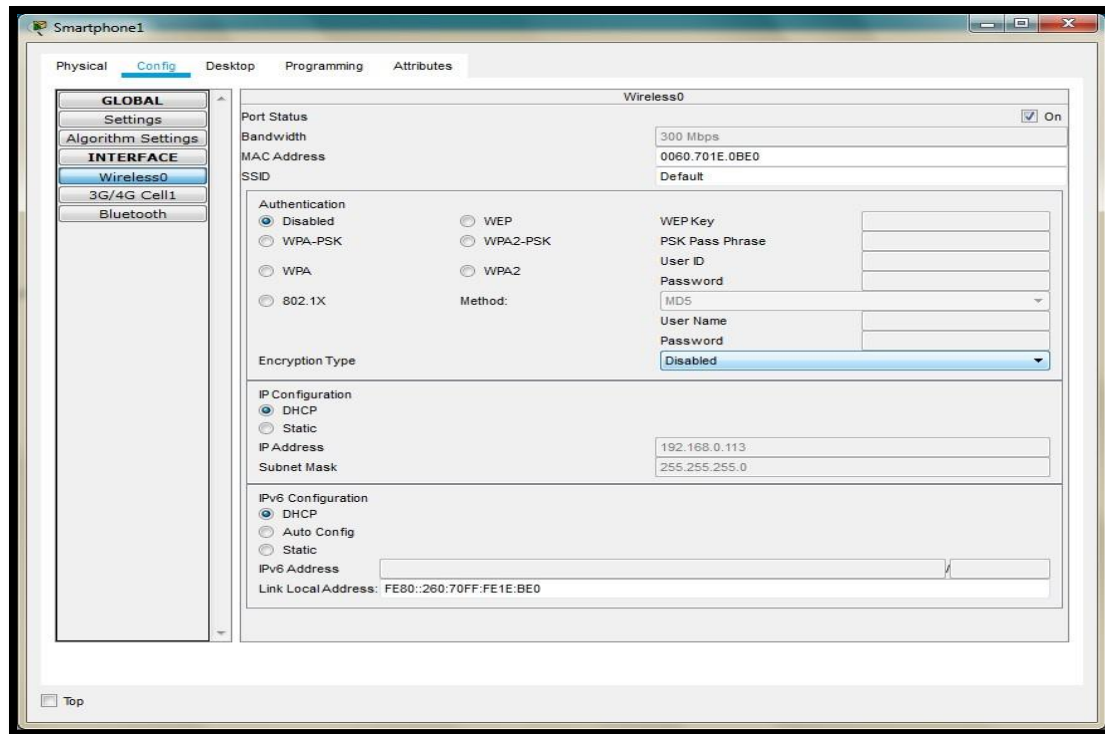 Smartphone1
Physical Config Desktop Programming Attributes
GLOBAL
Settings
Algorithm Settings
INTERFACE
Wireless0
3G/4G Cell1
Bluetooth
Wireless0
Port Status On
Bandwidth 300 Mbps
MAC Address 0060.701E.0BE0
SSID Default
Authentication
Disabled WEP WEP Key
WPA-PSK WPA2-PSK PSK Pass Phrase
User ID
WPA WPA2
Password
802.1X Method: MD5
User Name
Password
Encryption Type Disabled
IP Configuration
DHCP
Static
IP Address 192.168.0.113
Subnet Mask 255.255.255.0
IPv6 Configuration
DHCP
Auto Config
Static
IPv6 Address /
Link Local Address: FE80::260:70FF:FE1E:BE0
Top